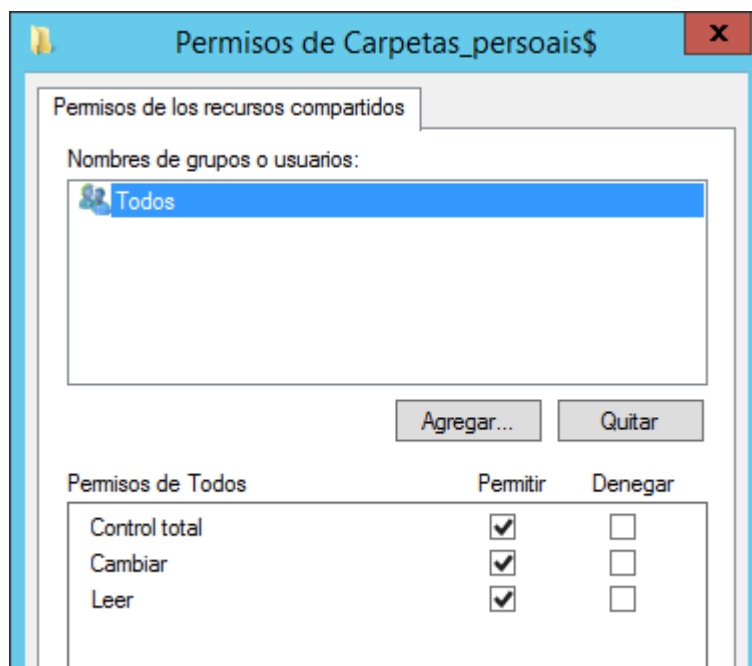 Permisos de Carpetas_persoais$
x
Permisos de los recursos compartidos
Nombres de grupos o usuarios:
Todos
Agregar... Quitar
Permisos de Todos Permitir Denegar
Control total
Cambiar
Leer